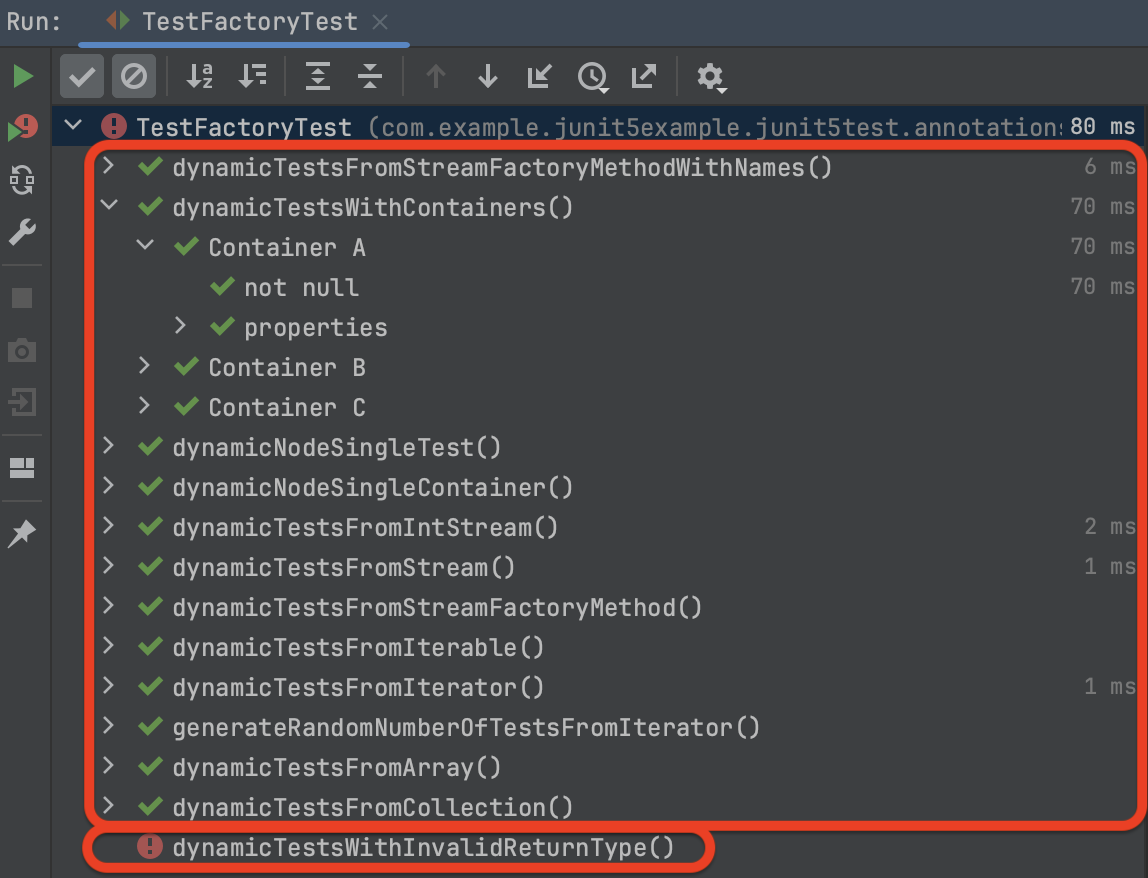 Run: TestFactoryTest
TestFactoryTest (com.example.junit5example.junit5test.annotations 80 ms
dynamicTestsFromStreamFactoryMethodWithNames() 6 ms
dynamicTestsWithContainers() 70 ms
Container A 70 ms
not null 70 ms
properties
Container B
Container C
dynamicNodeSingleTest()
dynamicNodeSingleContainer()
dynamicTestsFromIntStream() 2 ms
dynamicTestsFromStream() 1 ms
dynamicTestsFromStreamFactoryMethod()
dynamicTestsFromIterable()
dynamicTestsFromIterator() 1 ms
generateRandomNumberOfTestsFromIterator()
dynamicTestsFromArray()
dynamicTestsFromCollection()
dynamicTestsWithInvalidReturnType()